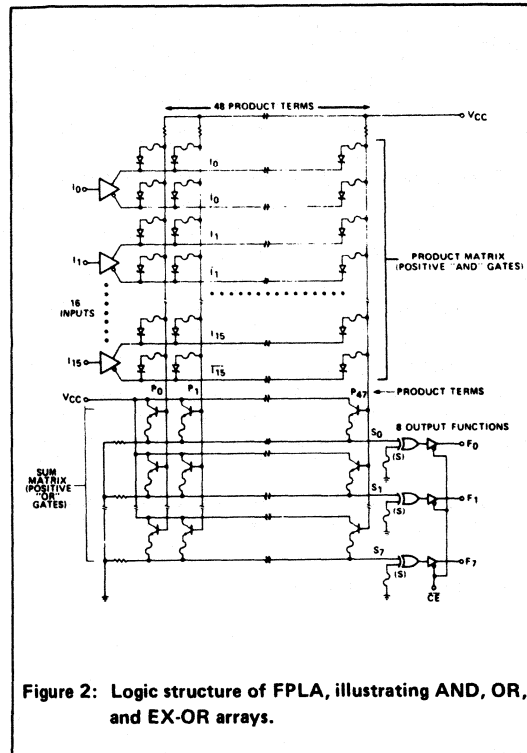 48 PRODUCT TERMS
VCC
I0
I0
I0
I1
I1
I1
PRODUCT MATRIX
(POSITIVE "AND" GATES)
16
INPUTS
I15
I15
I15
P0 P1 P47
PRODUCT TERMS
VCC
8 OUTPUT FUNCTIONS
S0
F0
(S)
SUM
MATRIX
(POSITIVE
"OR"
GATES)
S1
F1
(S)
S7
F7
(S)
CE
Figure 2: Logic structure of FPLA, illustrating AND, OR,
and EX-OR arrays.